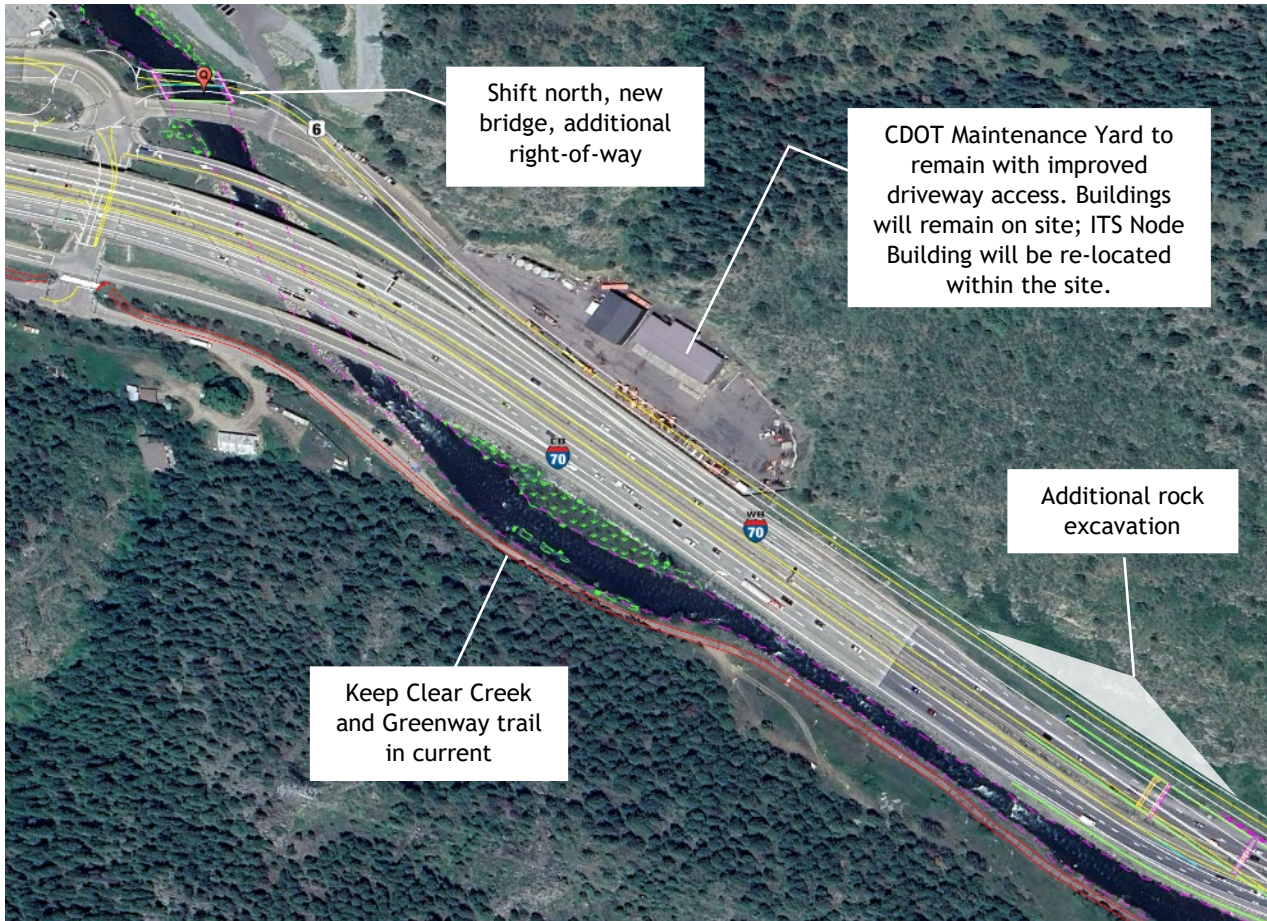 Shift north, new
bridge, additional
right-of-way
6
CDOT Maintenance Yard to
remain with improved
driveway access. Buildings
will remain on site; ITS Node
Building will be re-located
within the site.
EB
70
WB
70
Additional rock
excavation
Keep Clear Creek
and Greenway trail
in current